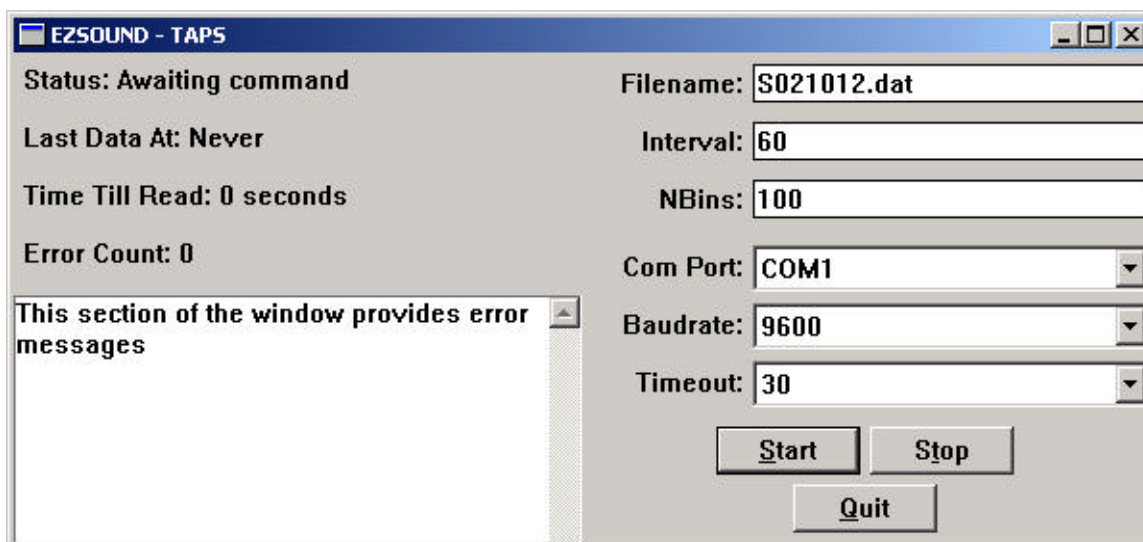 EZSOUND - TAPS
Status: Awaiting command
Last Data At: Never
Time Till Read: 0 seconds
Error Count: 0
This section of the window provides error
messages
Filename: S021012.dat
Interval: 60
NBins: 100
Com Port: COM1
Baudrate: 9600
Timeout: 30
Start Stop
Quit